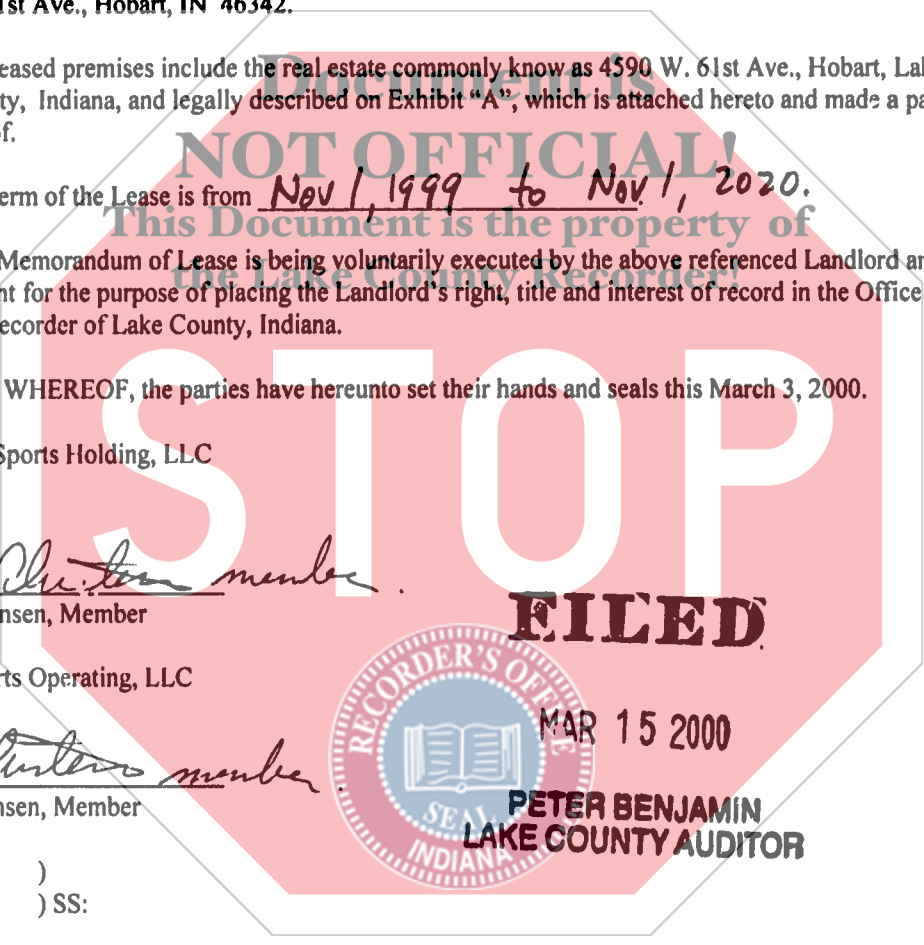 1st Ave., Hobart, IN 46342.
eased premises include the real estate commonly know as 4590 W. 61st Ave., Hobart, Lak
ty, Indiana, and legally described on Exhibit “A”, which is attached hereto and made a pa
of.
Document is
NOT OFFICIAL!
This Document is the property of
the Lake County Recorder!
erm of the Lease is from Nov 1, 1999 to Nov. 1, 2020.
Memorandum of Lease is being voluntarily executed by the above referenced Landlord an
nt for the purpose of placing the Landlord's right, title and interest of record in the Office
ecorder of Lake County, Indiana.
WHEREOF, the parties have hereunto set their hands and seals this March 3, 2000.
STOP
Sports Holding, LLC
member.
nsen, Member
FILED
rts Operating, LLC
MAR 15 2000
member.
nsen, Member
PETER BENJAMIN
LAKE COUNTY AUDITOR
RECORDER'S OFFICE
SEAL
INDIANA
)
) SS: